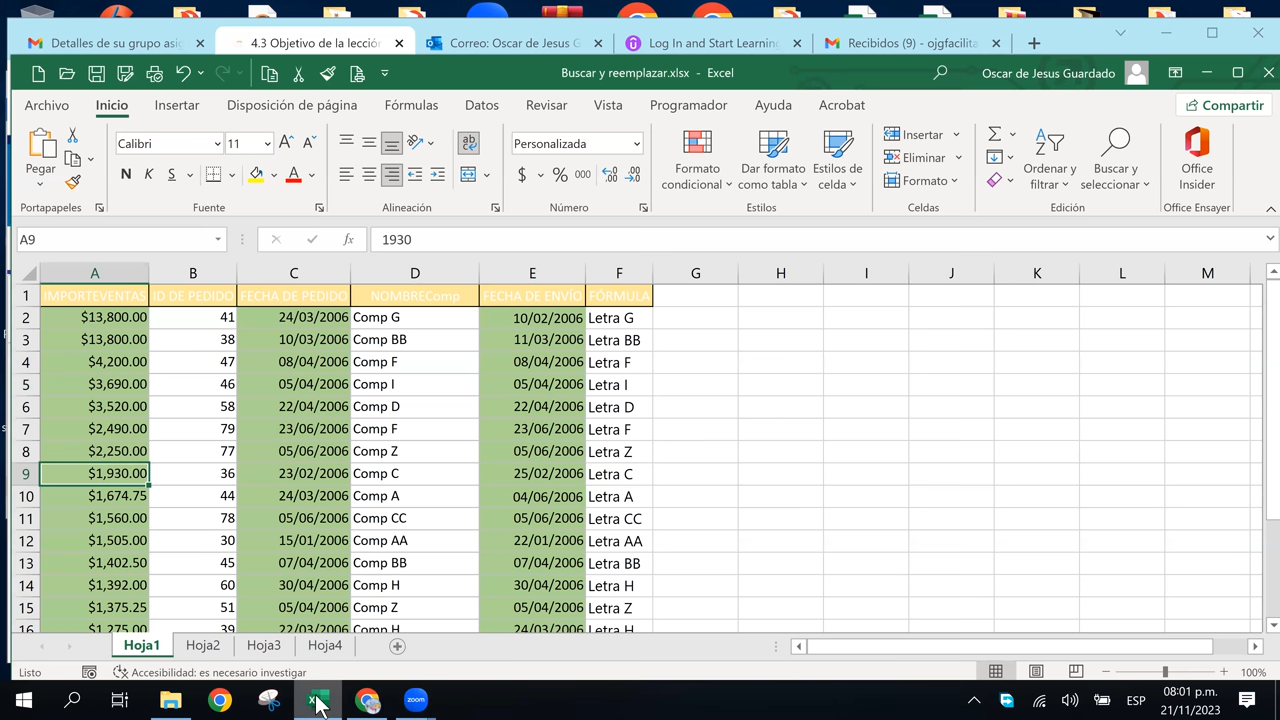 Detalles de su grupo asig
4.3 Objetivo de la lección
Correo: Oscar de Jesus G
Log In and Start Learning
Recibidos (9) - ojgfacilita
Buscar y reemplazar.xlsx - Excel
Oscar de Jesus Guardado
Archivo Inicio Insertar Disposición de página Fórmulas Datos Revisar Vista Programador Ayuda Acrobat Compartir
Calibri 11
Personalizada
Insertar
Eliminar
Formato
Pegar
N K S
$ % 000
Formato condicional
Dar formato como tabla
Estilos de celda
Ordenar y filtrar
Buscar y seleccionar
Office Insider
Portapapeles Fuente Alineación Número Estilos Celdas Edición Office Ensayer
A9 fx 1930
A B C D E F G H I J K L M
1 IMPORTEVENTAS ID DE PEDIDO FECHA DE PEDIDO NOMBREComp FECHA DE ENVÍO FÓRMULA
2 $13,800.00 41 24/03/2006 Comp G 10/02/2006 Letra G
3 $13,800.00 38 10/03/2006 Comp BB 11/03/2006 Letra BB
4 $4,200.00 47 08/04/2006 Comp F 08/04/2006 Letra F
5 $3,690.00 46 05/04/2006 Comp I 05/04/2006 Letra I
6 $3,520.00 58 22/04/2006 Comp D 22/04/2006 Letra D
7 $2,490.00 79 23/06/2006 Comp F 23/06/2006 Letra F
8 $2,250.00 77 05/06/2006 Comp Z 05/06/2006 Letra Z
9 $1,930.00 36 23/02/2006 Comp C 25/02/2006 Letra C
10 $1,674.75 44 24/03/2006 Comp A 04/06/2006 Letra A
11 $1,560.00 78 05/06/2006 Comp CC 05/06/2006 Letra CC
12 $1,505.00 30 15/01/2006 Comp AA 22/01/2006 Letra AA
13 $1,402.50 45 07/04/2006 Comp BB 07/04/2006 Letra BB
14 $1,392.00 60 30/04/2006 Comp H 30/04/2006 Letra H
15 $1,375.25 51 05/04/2006 Comp Z 05/04/2006 Letra Z
16 $1,275.00 39 22/03/2006 Comp H 24/03/2006 Letra H
Hoja1 Hoja2 Hoja3 Hoja4
Listo Accesibilidad: es necesario investigar 100%
zoom
ESP
08:01 p.m.
21/11/2023